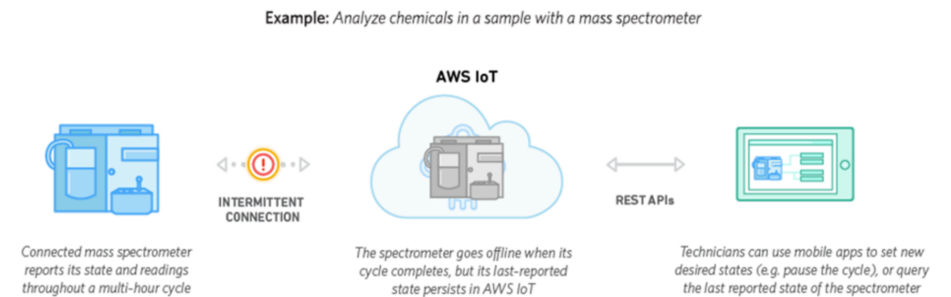 Example: Analyze chemicals in a sample with a mass spectrometer
AWS IoT
INTERMITTENT
CONNECTION
REST APIs
Connected mass spectrometer
reports its state and readings
throughout a multi-hour cycle
The spectrometer goes offline when its
cycle completes, but its last-reported
state persists in AWS IoT
Technicians can use mobile apps to set new
desired states (e.g. pause the cycle), or query
the last reported state of the spectrometer